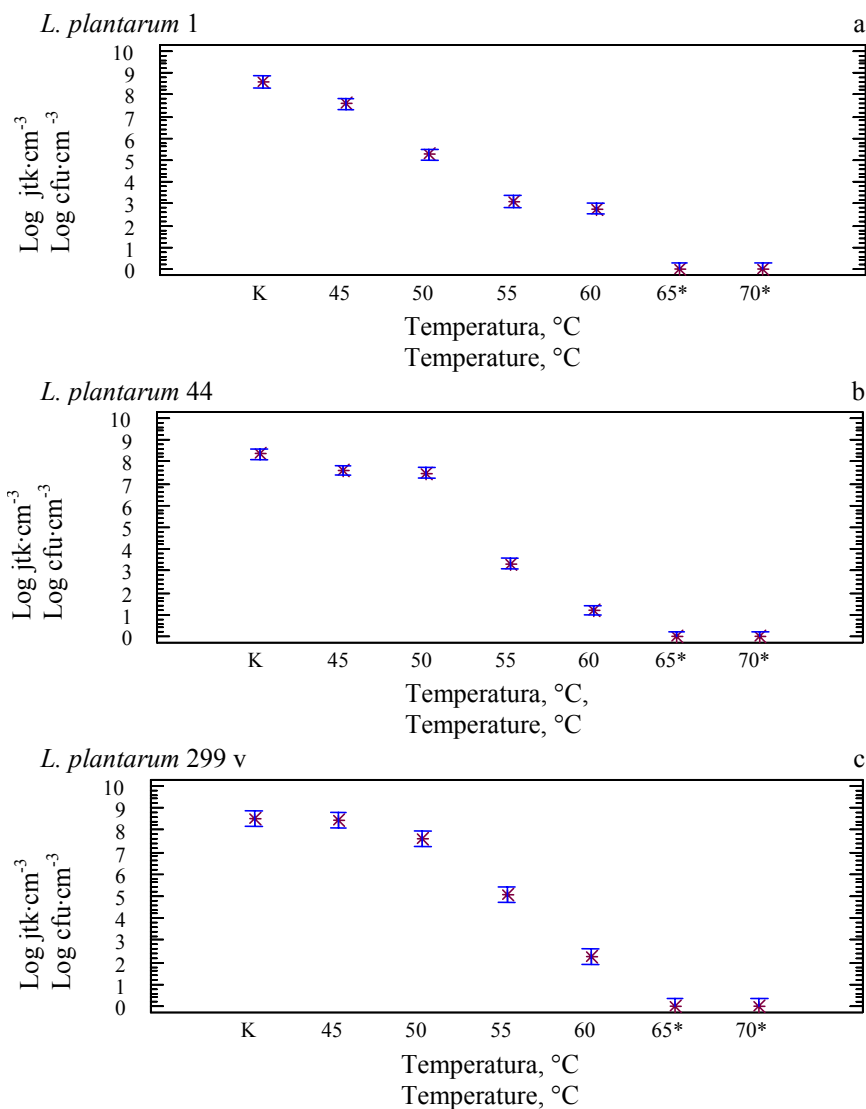 L. plantarum 1 a
10
9
8
7
6
5
4
3
2
1
0
Log jtk·cm-3
Log cfu·cm-3
K 45 50 55 60 65* 70*
Temperatura, °C
Temperature, °C
L. plantarum 44 b
10
9
8
7
6
5
4
3
2
1
0
Log jtk·cm-3
Log cfu·cm-3
K 45 50 55 60 65* 70*
Temperatura, °C,
Temperature, °C
L. plantarum 299 v c
10
9
8
7
6
5
4
3
2
1
0
Log jtk·cm-3
Log cfu·cm-3
K 45 50 55 60 65* 70*
Temperatura, °C
Temperature, °C